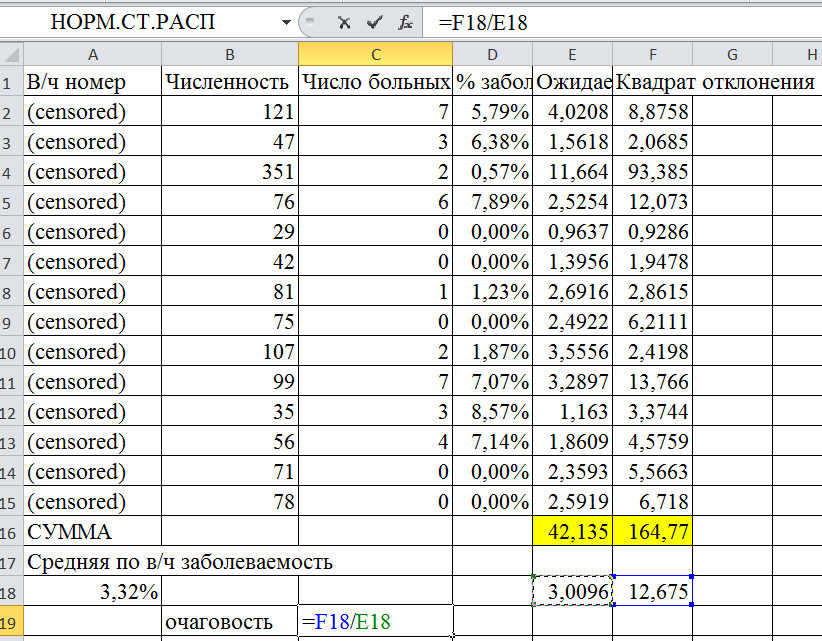 НОРМ.СТ.РАСП =F18/E18
A B C D E F G H
1 В/ч номер Численность Число больных % забол Ожидае Квадрат отклонения
2 (censored) 121 7 5,79% 4,0208 8,8758
3 (censored) 47 3 6,38% 1,5618 2,0685
4 (censored) 351 2 0,57% 11,664 93,385
5 (censored) 76 6 7,89% 2,5254 12,073
6 (censored) 29 0 0,00% 0,9637 0,9286
7 (censored) 42 0 0,00% 1,3956 1,9478
8 (censored) 81 1 1,23% 2,6916 2,8615
9 (censored) 75 0 0,00% 2,4922 6,2111
10 (censored) 107 2 1,87% 3,5556 2,4198
11 (censored) 99 7 7,07% 3,2897 13,766
12 (censored) 35 3 8,57% 1,163 3,3744
13 (censored) 56 4 7,14% 1,8609 4,5759
14 (censored) 71 0 0,00% 2,3593 5,5663
15 (censored) 78 0 0,00% 2,5919 6,718
16 СУММА 42,135 164,77
17 Средняя по в/ч заболеваемость
18 3,32% 3,0096 12,675
19 очаговость =F18/E18